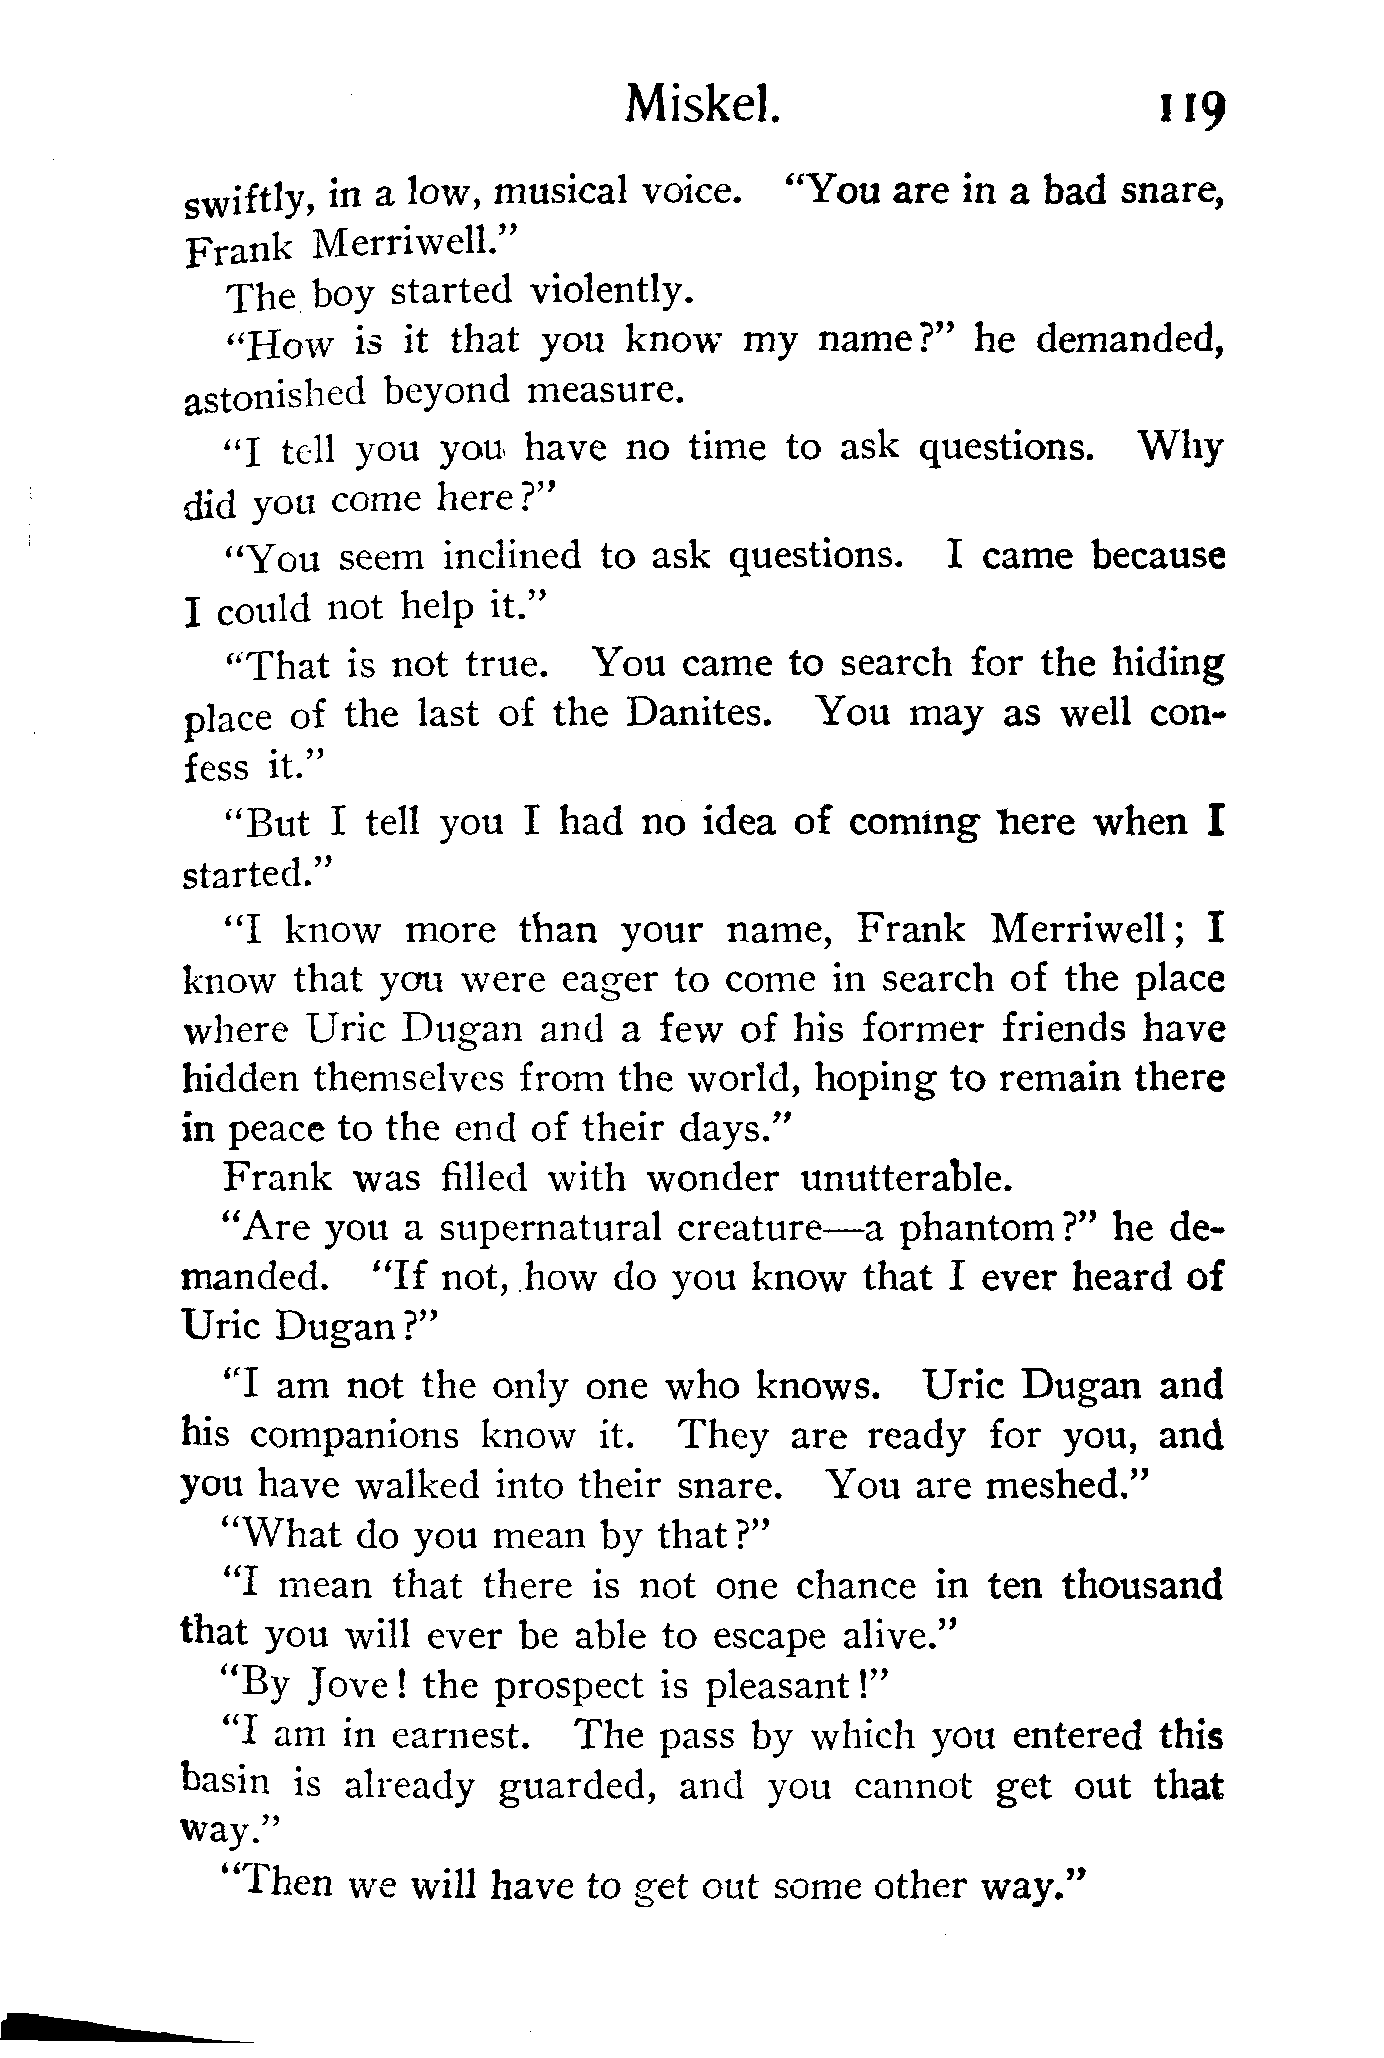 Miskel. 119
swiftly, in a low, musical voice. “You are in a bad snare,
Frank Merriwell.”
The boy started violently.
“How is it that you know my name?” he demanded,
astonished beyond measure.
“I tell you you have no time to ask questions. Why
did you come here?”
“You seem inclined to ask questions. I came because
I could not help it.”
“That is not true. You came to search for the hiding
place of the last of the Danites. You may as well con-
fess it.”
“But I tell you I had no idea of coming here when I
started.”
“I know more than your name, Frank Merriwell; I
know that you were eager to come in search of the place
where Uric Dugan and a few of his former friends have
hidden themselves from the world, hoping to remain there
in peace to the end of their days.”
Frank was filled with wonder unutterable.
“Are you a supernatural creature—a phantom?” he de-
manded. “If not, how do you know that I ever heard of
Uric Dugan?”
“I am not the only one who knows. Uric Dugan and
his companions know it. They are ready for you, and
you have walked into their snare. You are meshed.”
“What do you mean by that?”
“I mean that there is not one chance in ten thousand
that you will ever be able to escape alive.”
“By Jove! the prospect is pleasant!”
“I am in earnest. The pass by which you entered this
basin is already guarded, and you cannot get out that
way.”
“Then we will have to get out some other way.”